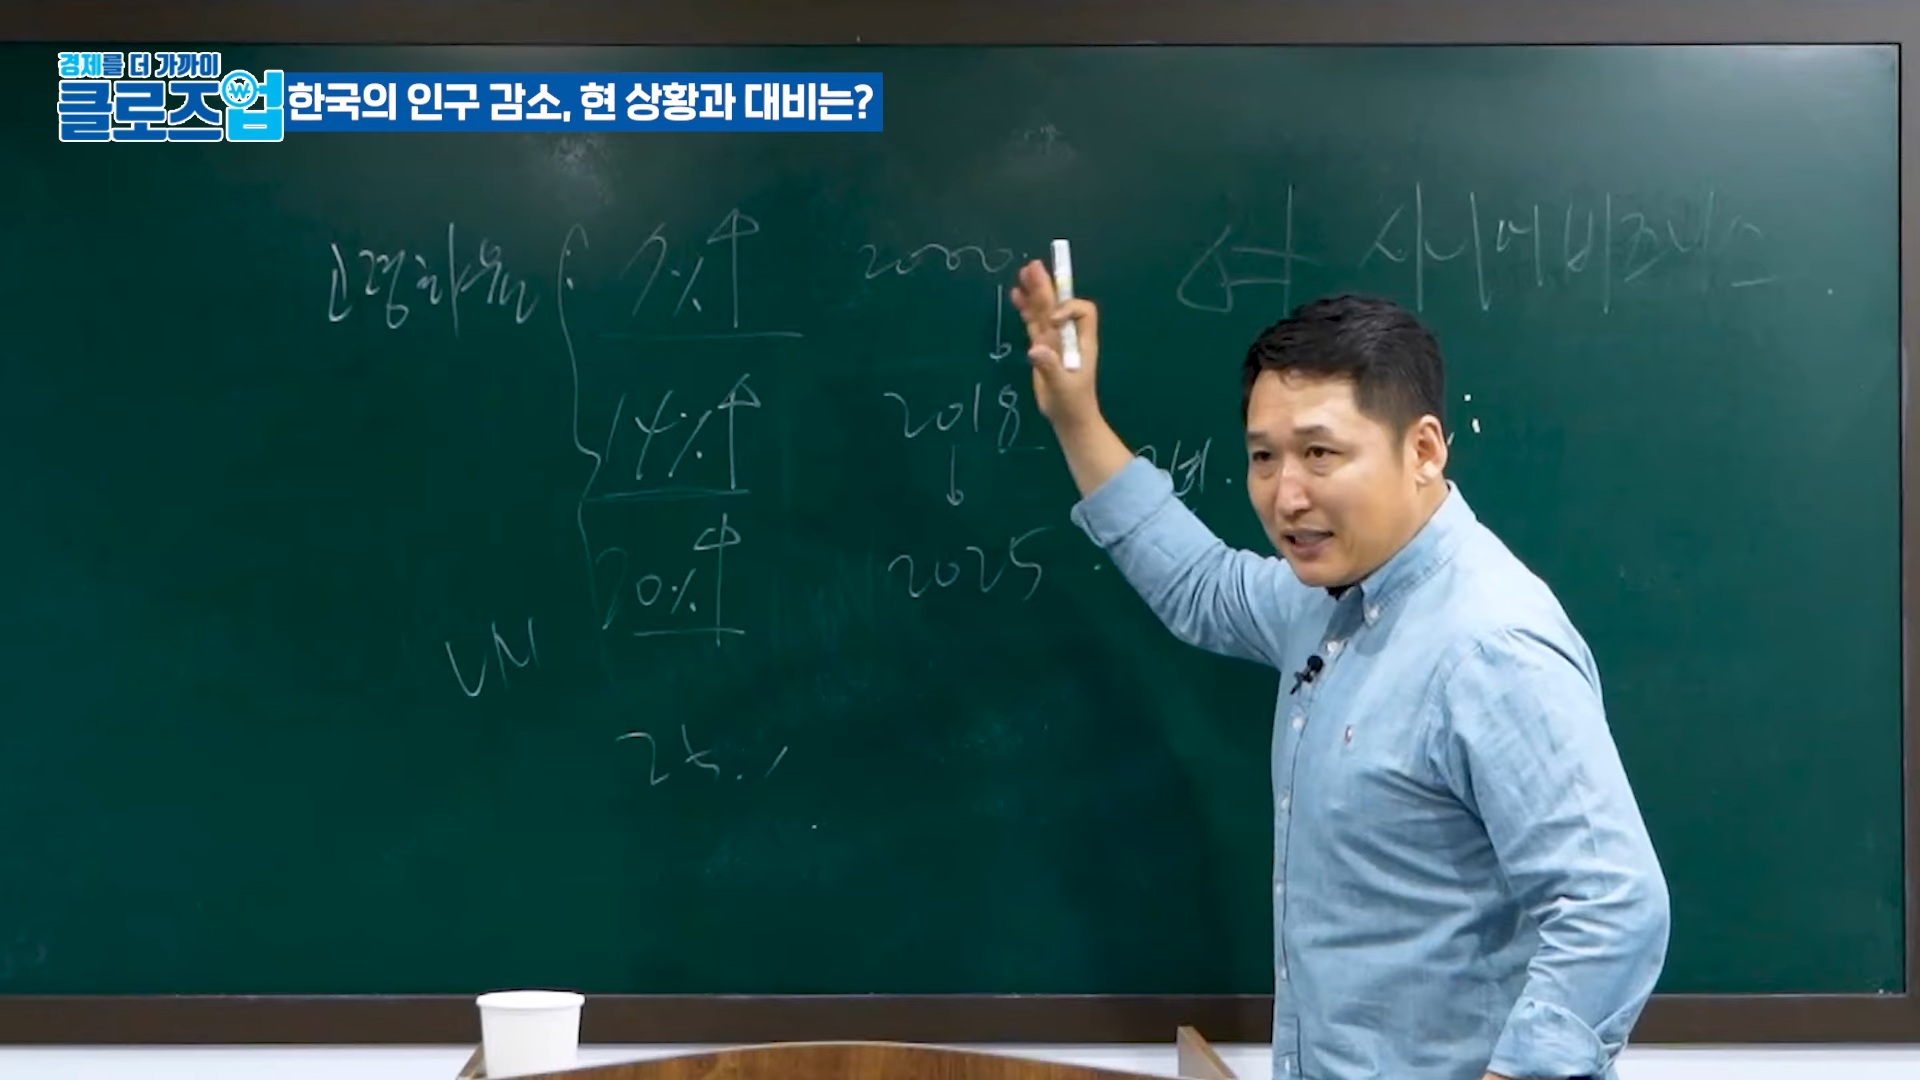 경제를 더 가까이
클로즈업
한국의 인구 감소, 현 상황과 대비는?
고령화율
7%↑ 2000.
↓
14%↑ 2018
↓
20%↑ 2025.
UN
25.
시니어비즈니스.